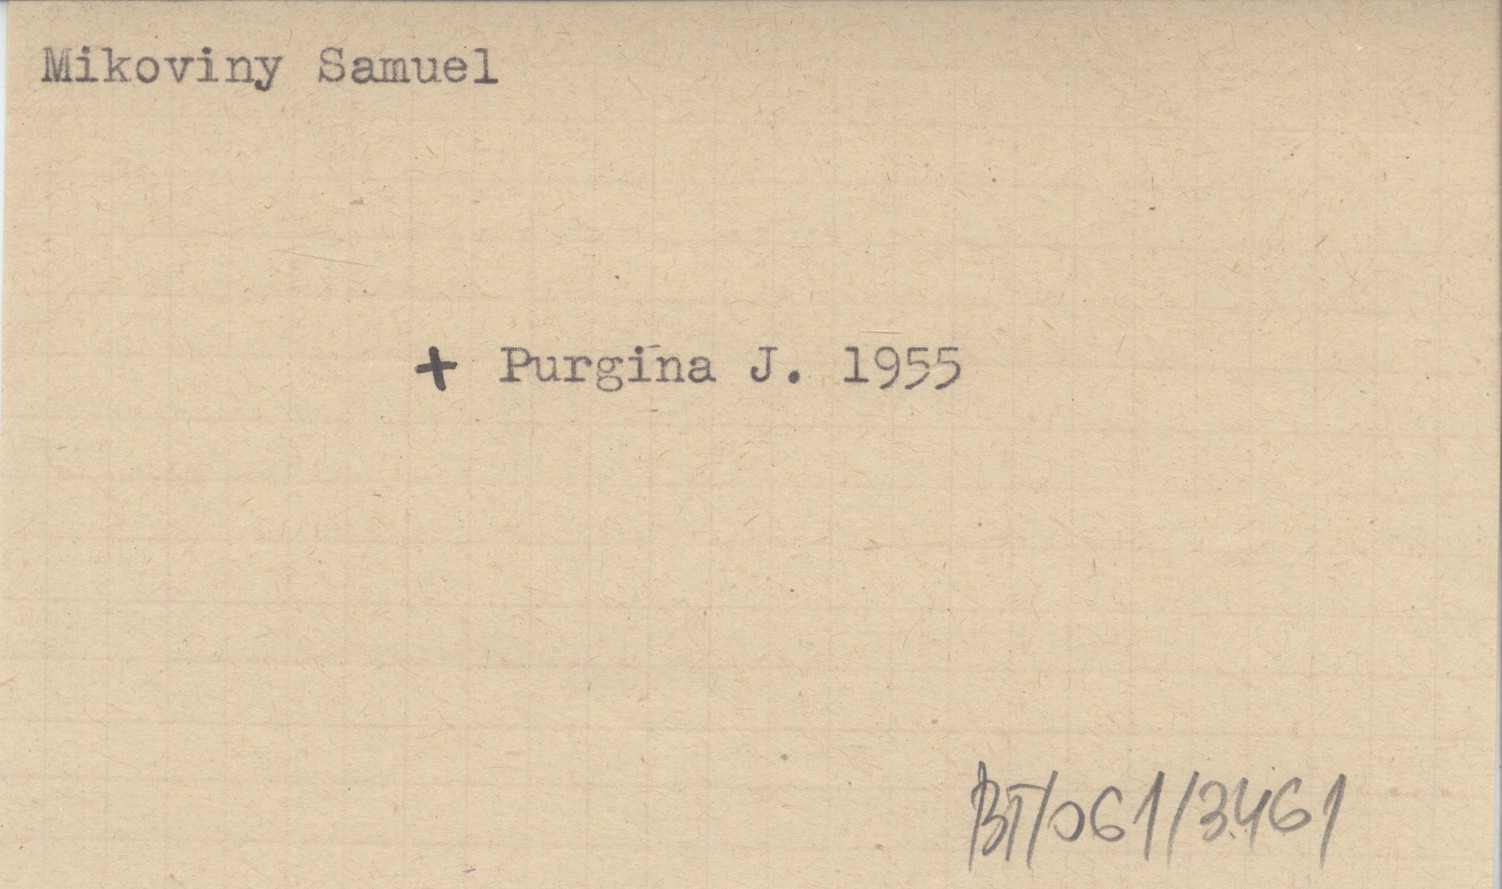 Mikoviny Samuel
+ Purgina J. 1955
BT/061/3461